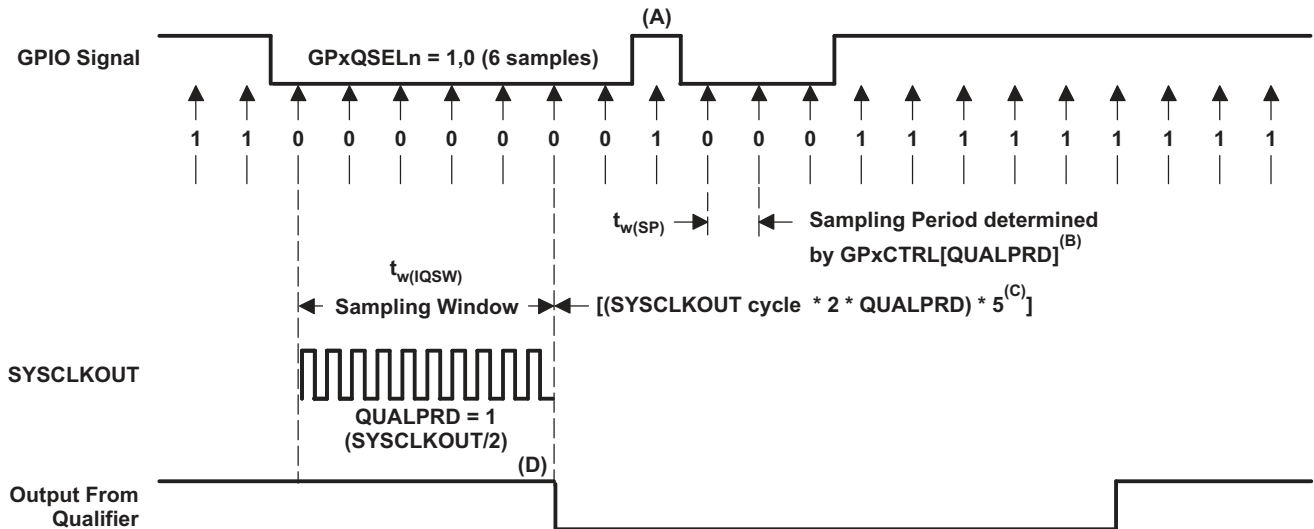 (A)
GPIO Signal
GPxQSELn = 1,0 (6 samples)
1 1 0 0 0 0 0 0 0 1 0 0 0 1 1 1 1 1 1 1 1 1
tw(SP)
Sampling Period determined
by GPxCTRL[QUALPRD](B)
tw(IQSW)
Sampling Window
[(SYSCLKOUT cycle * 2 * QUALPRD) * 5(C)]
SYSCLKOUT
QUALPRD = 1
(SYSCLKOUT/2)
(D)
Output From
Qualifier